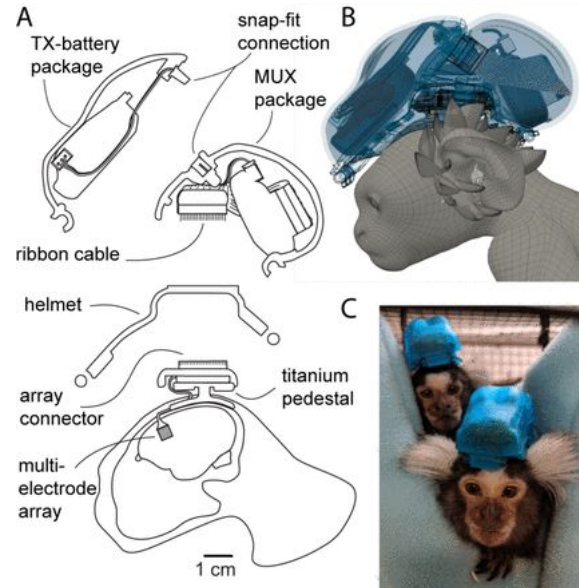 A
TX-battery
package
snap-fit
connection
MUX
package
ribbon cable
helmet
array
connector
titanium
pedestal
multi-
electrode
array
1 cm
B
C